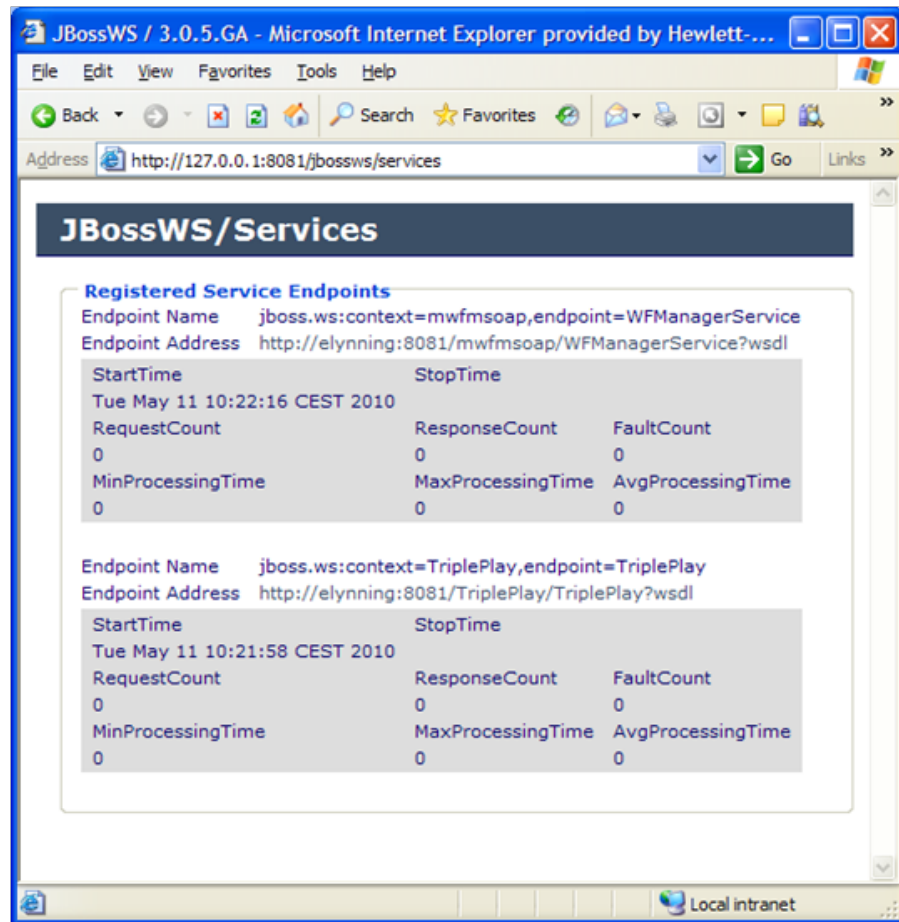 JBossWS / 3.0.5.GA - Microsoft Internet Explorer provided by Hewlett-...
File Edit View Favorites Tools Help
Back Search Favorites
Address http://127.0.0.1:8081/jbossws/services Go Links
JBossWS/Services
Registered Service Endpoints
Endpoint Name jboss.ws:context=mwfmsoap,endpoint=WFManagerService
Endpoint Address http://elynning:8081/mwfmsoap/WFManagerService?wsdl
StartTime StopTime
Tue May 11 10:22:16 CEST 2010
RequestCount ResponseCount FaultCount
0 0 0
MinProcessingTime MaxProcessingTime AvgProcessingTime
0 0 0
Endpoint Name jboss.ws:context=TriplePlay,endpoint=TriplePlay
Endpoint Address http://elynning:8081/TriplePlay/TriplePlay?wsdl
StartTime StopTime
Tue May 11 10:21:58 CEST 2010
RequestCount ResponseCount FaultCount
0 0 0
MinProcessingTime MaxProcessingTime AvgProcessingTime
0 0 0
Local intranet